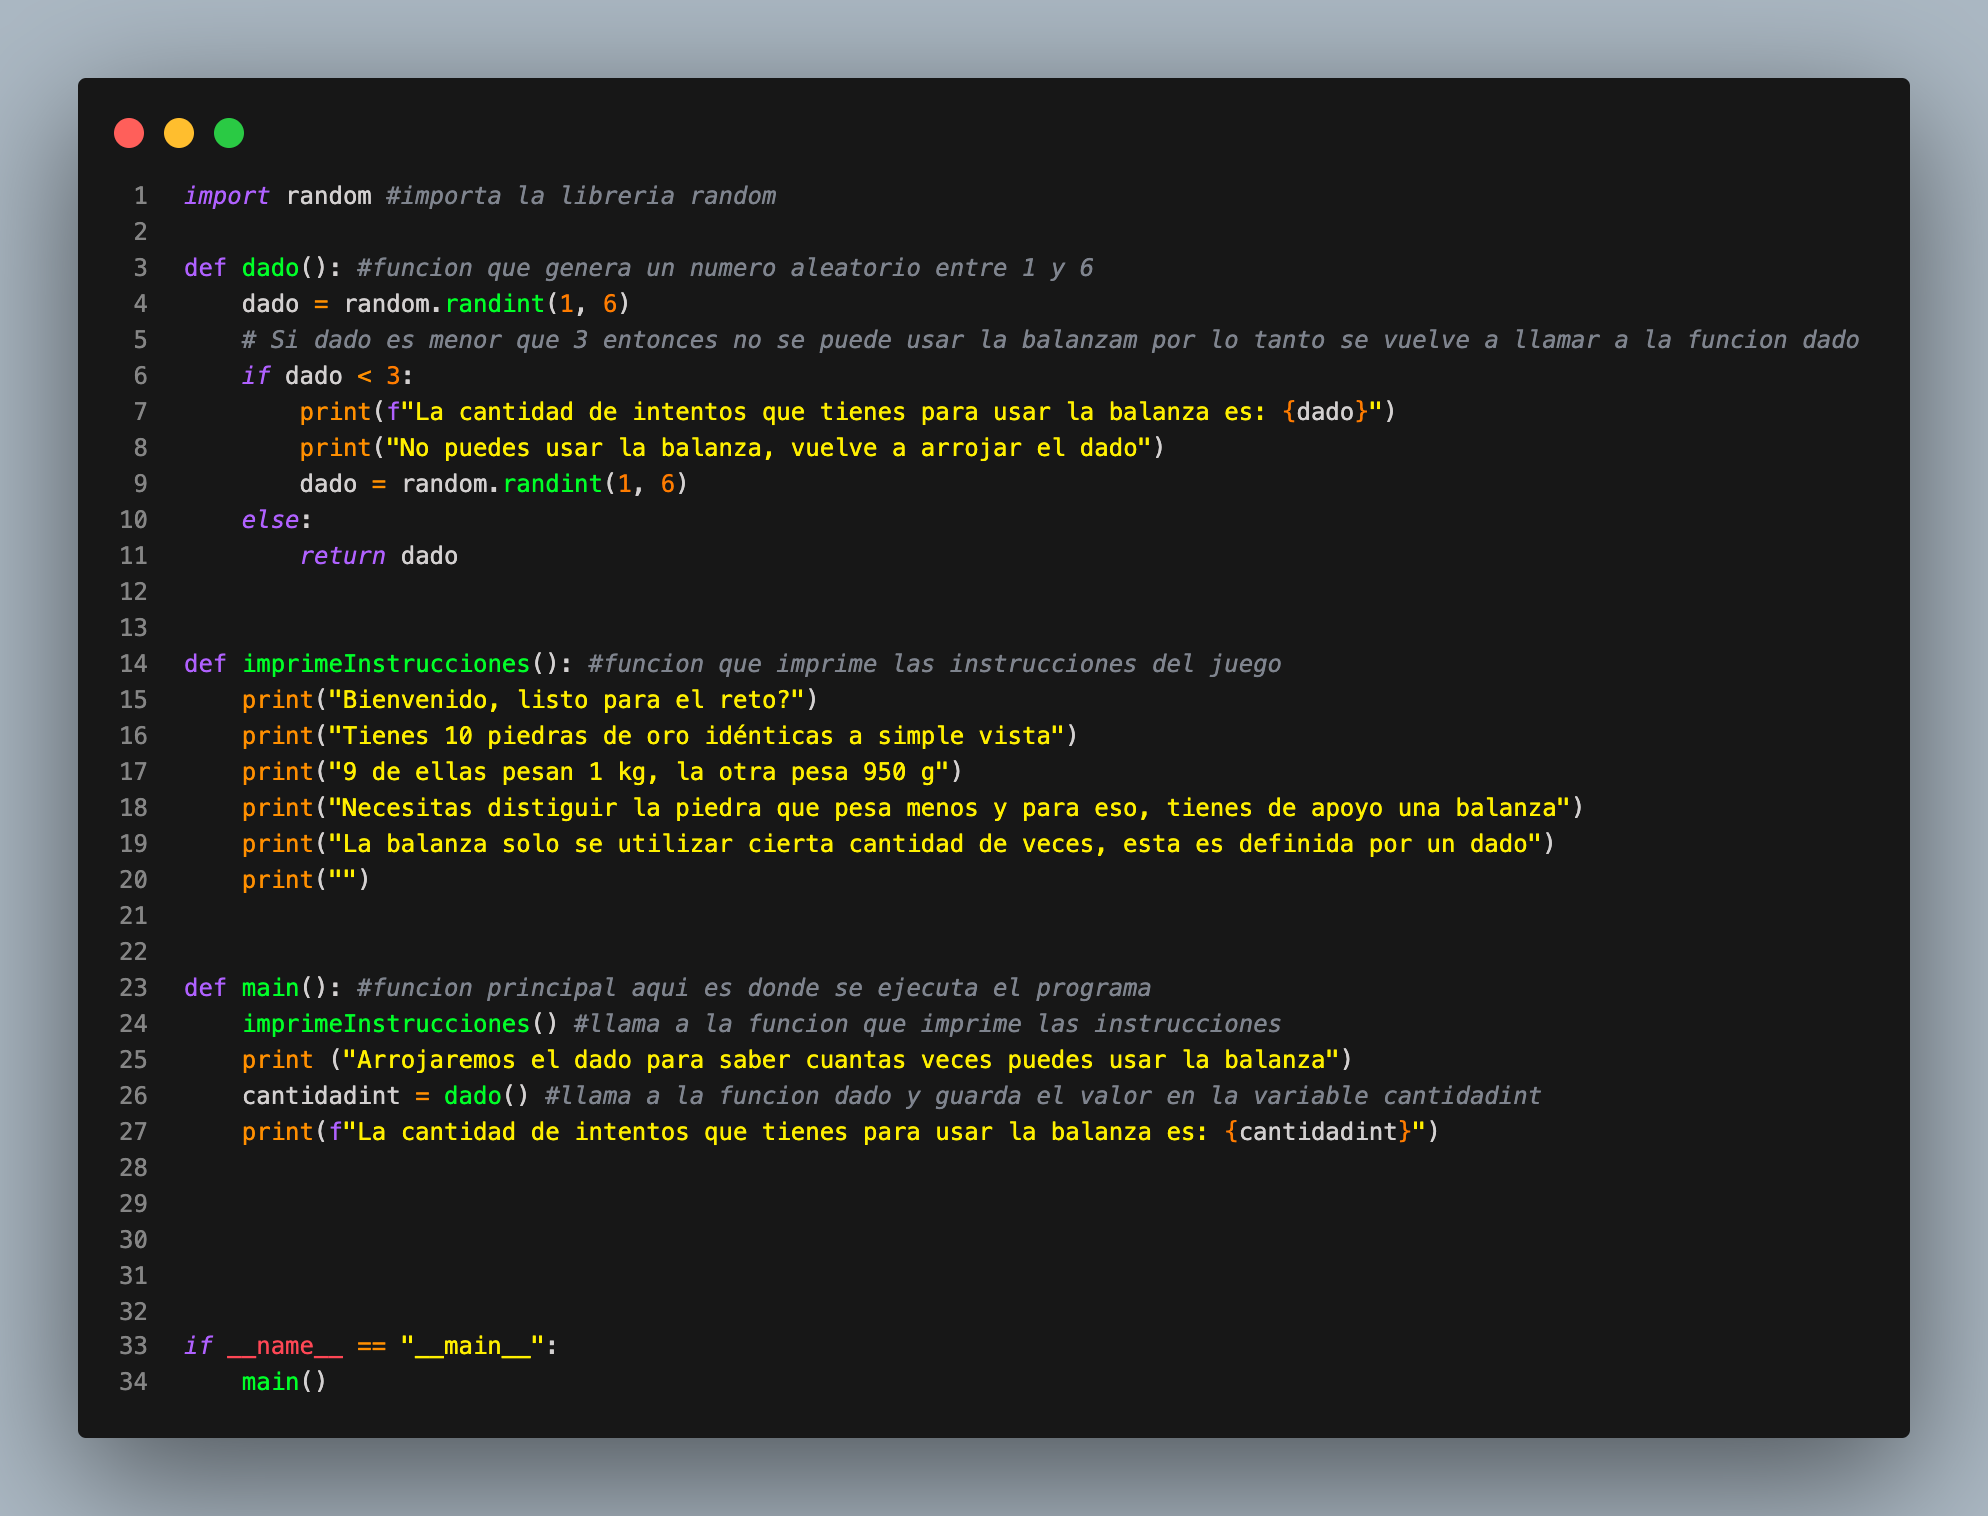 1 import random #importa la libreria random
2
3 def dado(): #funcion que genera un numero aleatorio entre 1 y 6
4     dado = random.randint(1, 6)
5     # Si dado es menor que 3 entonces no se puede usar la balanzam por lo tanto se vuelve a llamar a la funcion dado
6     if dado < 3:
7         print(f"La cantidad de intentos que tienes para usar la balanza es: {dado}")
8         print("No puedes usar la balanza, vuelve a arrojar el dado")
9         dado = random.randint(1, 6)
10     else:
11         return dado
12
13
14 def imprimeInstrucciones(): #funcion que imprime las instrucciones del juego
15     print("Bienvenido, listo para el reto?")
16     print("Tienes 10 piedras de oro idénticas a simple vista")
17     print("9 de ellas pesan 1 kg, la otra pesa 950 g")
18     print("Necesitas distiguir la piedra que pesa menos y para eso, tienes de apoyo una balanza")
19     print("La balanza solo se utilizar cierta cantidad de veces, esta es definida por un dado")
20     print("")
21
22
23 def main(): #funcion principal aqui es donde se ejecuta el programa
24     imprimeInstrucciones() #llama a la funcion que imprime las instrucciones
25     print ("Arrojaremos el dado para saber cuantas veces puedes usar la balanza")
26     cantidadint = dado() #llama a la funcion dado y guarda el valor en la variable cantidadint
27     print(f"La cantidad de intentos que tienes para usar la balanza es: {cantidadint}")
28
29
30
31
32
33 if __name__ == "__main__":
34     main()